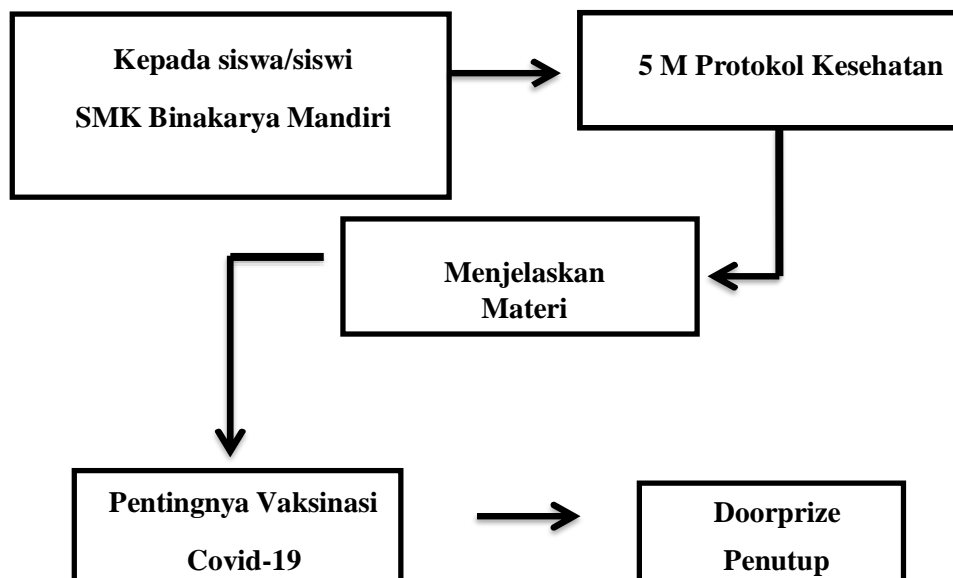 Kepada siswa/siswi
SMK Binakarya Mandiri
5 M Protokol Kesehatan
Menjelaskan
Materi
Pentingnya Vaksinasi
Covid-19
Doorprize
Penutup